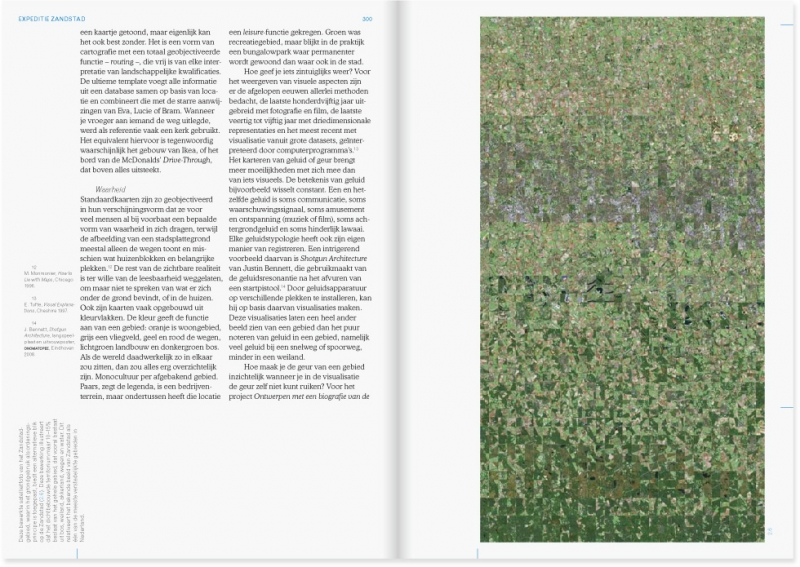 EXPEDITIE ZANDSTAD
200
een kaartje getoond, maar eigenlijk kan
het ook best zonder. Het is een vorm van
cartografie met een totaal geobjectiveerde
functie – routing –, die vrij is van elke inter-
pretatie van landschappelijke kwalificaties.
De ultieme template voegt alle informatie
uit een database samen op basis van loca-
tie en combineert die met de starre aanwij-
zingen van Eva, Lucie of Bram. Wanneer
je vroeger aan iemand de weg uitlegde,
werd als referentie vaak een kerk gebruikt.
Het equivalent hiervoor is tegenwoordig
waarschijnlijk het gebouw van Ikea, of het
bord van de McDonalds' Drive-Through,
dat boven alles uitsteekt.
Waarheid
Standaardkaarten zijn zo geobjectiveerd
in hun verschijningsvorm dat ze voor
veel mensen al bij voorbaat een bepaalde
vorm van waarheid in zich dragen, terwijl
de afbeelding van een stadsplattegrond
meestal alleen de wegen toont en mis-
schien wat huizenblokken en belangrijke
plekken.12 De rest van de zichtbare realiteit
is ter wille van de leesbaarheid weggelaten,
om maar niet te spreken van wat er zich
onder de grond bevindt, of in de huizen.
Ook zijn kaarten vaak opgebouwd uit
kleurvlakken. De kleur geeft de functie
aan van een gebied: oranje is woongebied,
grijs een vliegveld, geel en rood de wegen,
lichtgroen landbouw en donkergroen bos.
Als de wereld daadwerkelijk zo in elkaar
zou zitten, dan zou alles erg overzichtelijk
zijn. Monocultuur per afgebakend gebied.
Paars, zegt de legenda, is een bedrijven-
terrein, maar ondertussen heeft die locatie
een leisure-functie gekregen. Groen was
recreatiegebied, maar blijkt in de praktijk
een bungalowpark waar permanenter
wordt gewoond dan waar ook in de stad.
Hoe geef je iets zintuiglijks weer? Voor
het weergeven van visuele aspecten zijn
er de afgelopen eeuwen allerlei methoden
bedacht, de laatste honderdvijftig jaar uit-
gebreid met fotografie en film, de laatste
veertig tot vijftig jaar met driedimensionale
representaties en het meest recent met
visualisatie vanuit grote datasets, geïnter-
preteerd door computerprogramma's.13
Het karteren van geluid of geur brengt
meer moeilijkheden met zich mee dan
van iets visueels. De betekenis van geluid
bijvoorbeeld wisselt constant. Een en het-
zelfde geluid is soms communicatie, soms
waarschuwingssignaal, soms amusement
en ontspanning (muziek of film), soms ach-
tergrondgeluid en soms hinderlijk lawaai.
Elke geluidstypologie heeft ook zijn eigen
manier van registreren. Een intrigerend
voorbeeld daarvan is Shotgun Architecture
van Justin Bennett, die gebruikmaakt van
de geluidsresonantie na het afvuren van
een startpistool.14 Door geluidsapparatuur
op verschillende plekken te installeren, kan
hij op basis daarvan visualisaties maken.
Deze visualisaties laten een heel ander
beeld zien van een gebied dan het puur
noteren van geluid in een gebied, namelijk
veel geluid bij een snelweg of spoorweg,
minder in een weiland.
Hoe maak je de geur van een gebied
inzichtelijk wanneer je in de visualisatie
de geur zelf niet kunt ruiken? Voor het
project Ontwerpen met een biografie van de
12
M. Monmonier, How to
Lie with Maps, Chicago
13
E. Tufte, Visual Explana-
tions, Cheshire 1997
14
J. Bennett, Shotgun
Architecture,